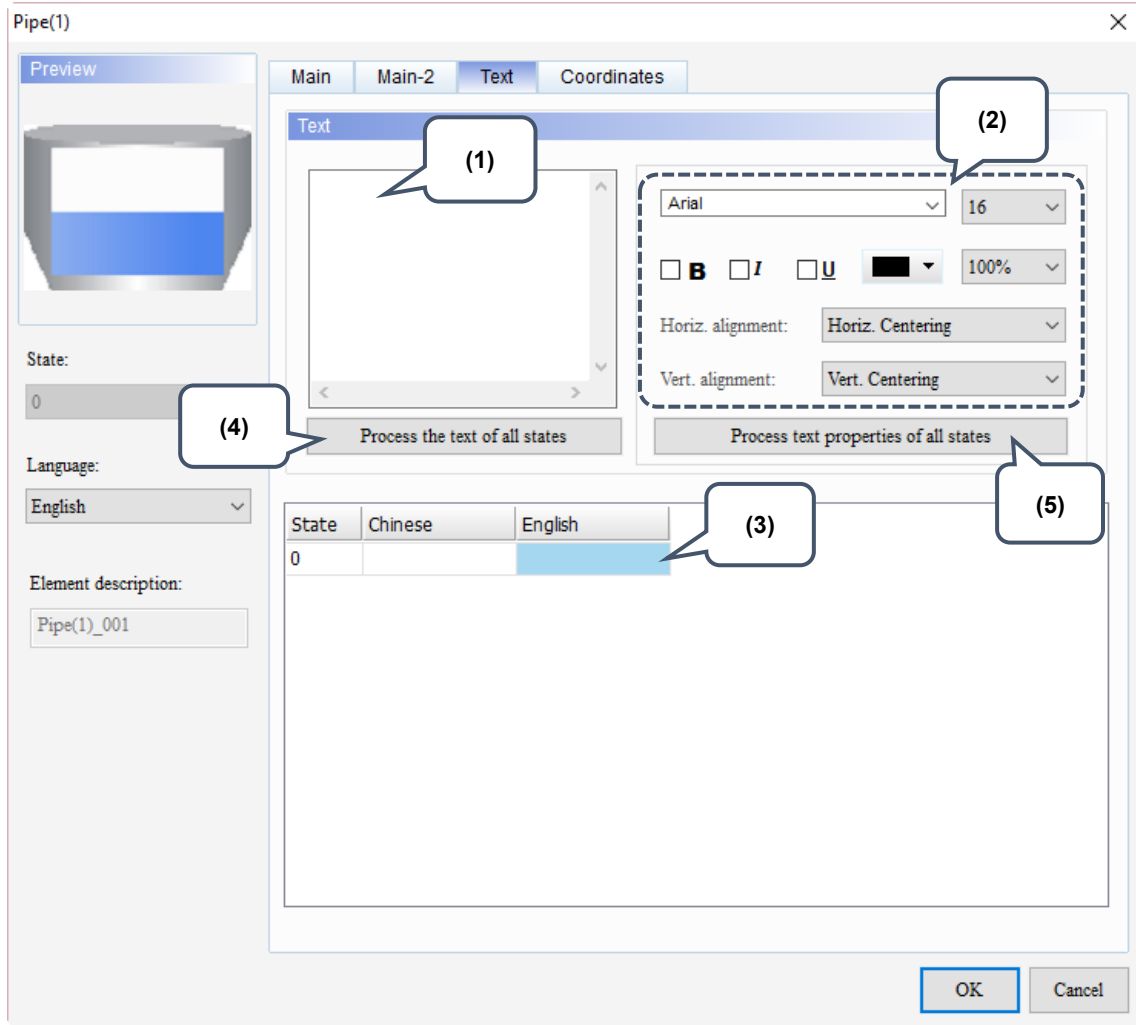 Pipe(1)
Preview
Main Main-2 Text Coordinates
Text
(1)
(2)
Arial 16
B I U 100%
Horiz. alignment: Horiz. Centering
Vert. alignment: Vert. Centering
State:
0
(4)
Process the text of all states Process text properties of all states
Language:
English
(5)
State Chinese English
(3)
0
Element description:
Pipe(1)_001
OK Cancel